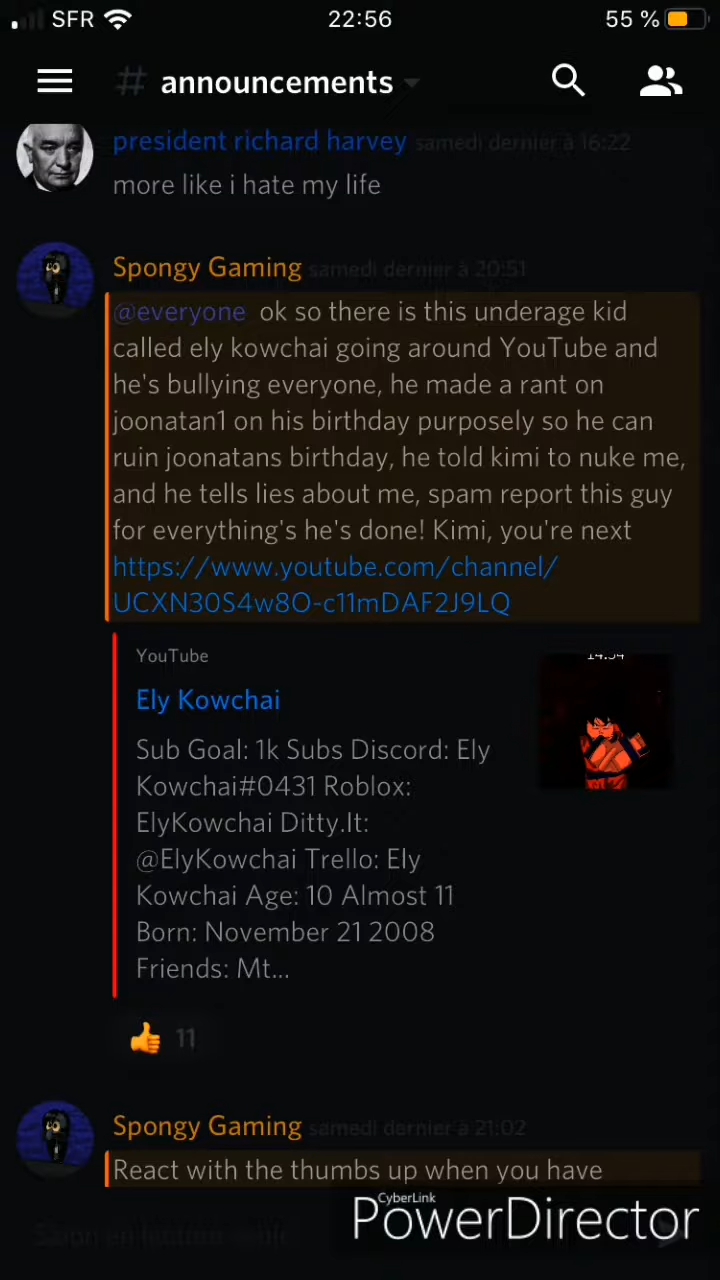 SFR 22:56 55 %
# announcements
president richard harvey samedi dernier à 16:22
more like i hate my life
Spongy Gaming samedi dernier à 20:51
@everyone ok so there is this underage kid
called ely kowchai going around YouTube and
he's bullying everyone, he made a rant on
joonatan1 on his birthday purposely so he can
ruin joonatans birthday, he told kimi to nuke me,
and he tells lies about me, spam report this guy
for everything's he's done! Kimi, you're next
https://www.youtube.com/channel/
UCXN30S4w8O-c11mDAF2J9LQ
YouTube
Ely Kowchai
14:54
Sub Goal: 1k Subs Discord: Ely
Kowchai#0431 Roblox:
ElyKowchai Ditty.It:
@ElyKowchai Trello: Ely
Kowchai Age: 10 Almost 11
Born: November 21 2008
Friends: Mt...
👍 11
Spongy Gaming samedi dernier à 21:02
React with the thumbs up when you have
CyberLink
PowerDirector